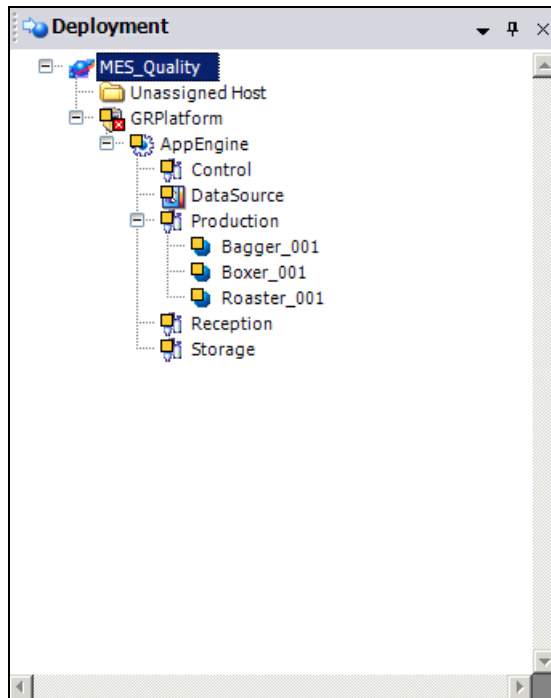 Deployment
MES_Quality
Unassigned Host
GRPlatform
AppEngine
Control
DataSource
Production
Bagger_001
Boxer_001
Roaster_001
Reception
Storage